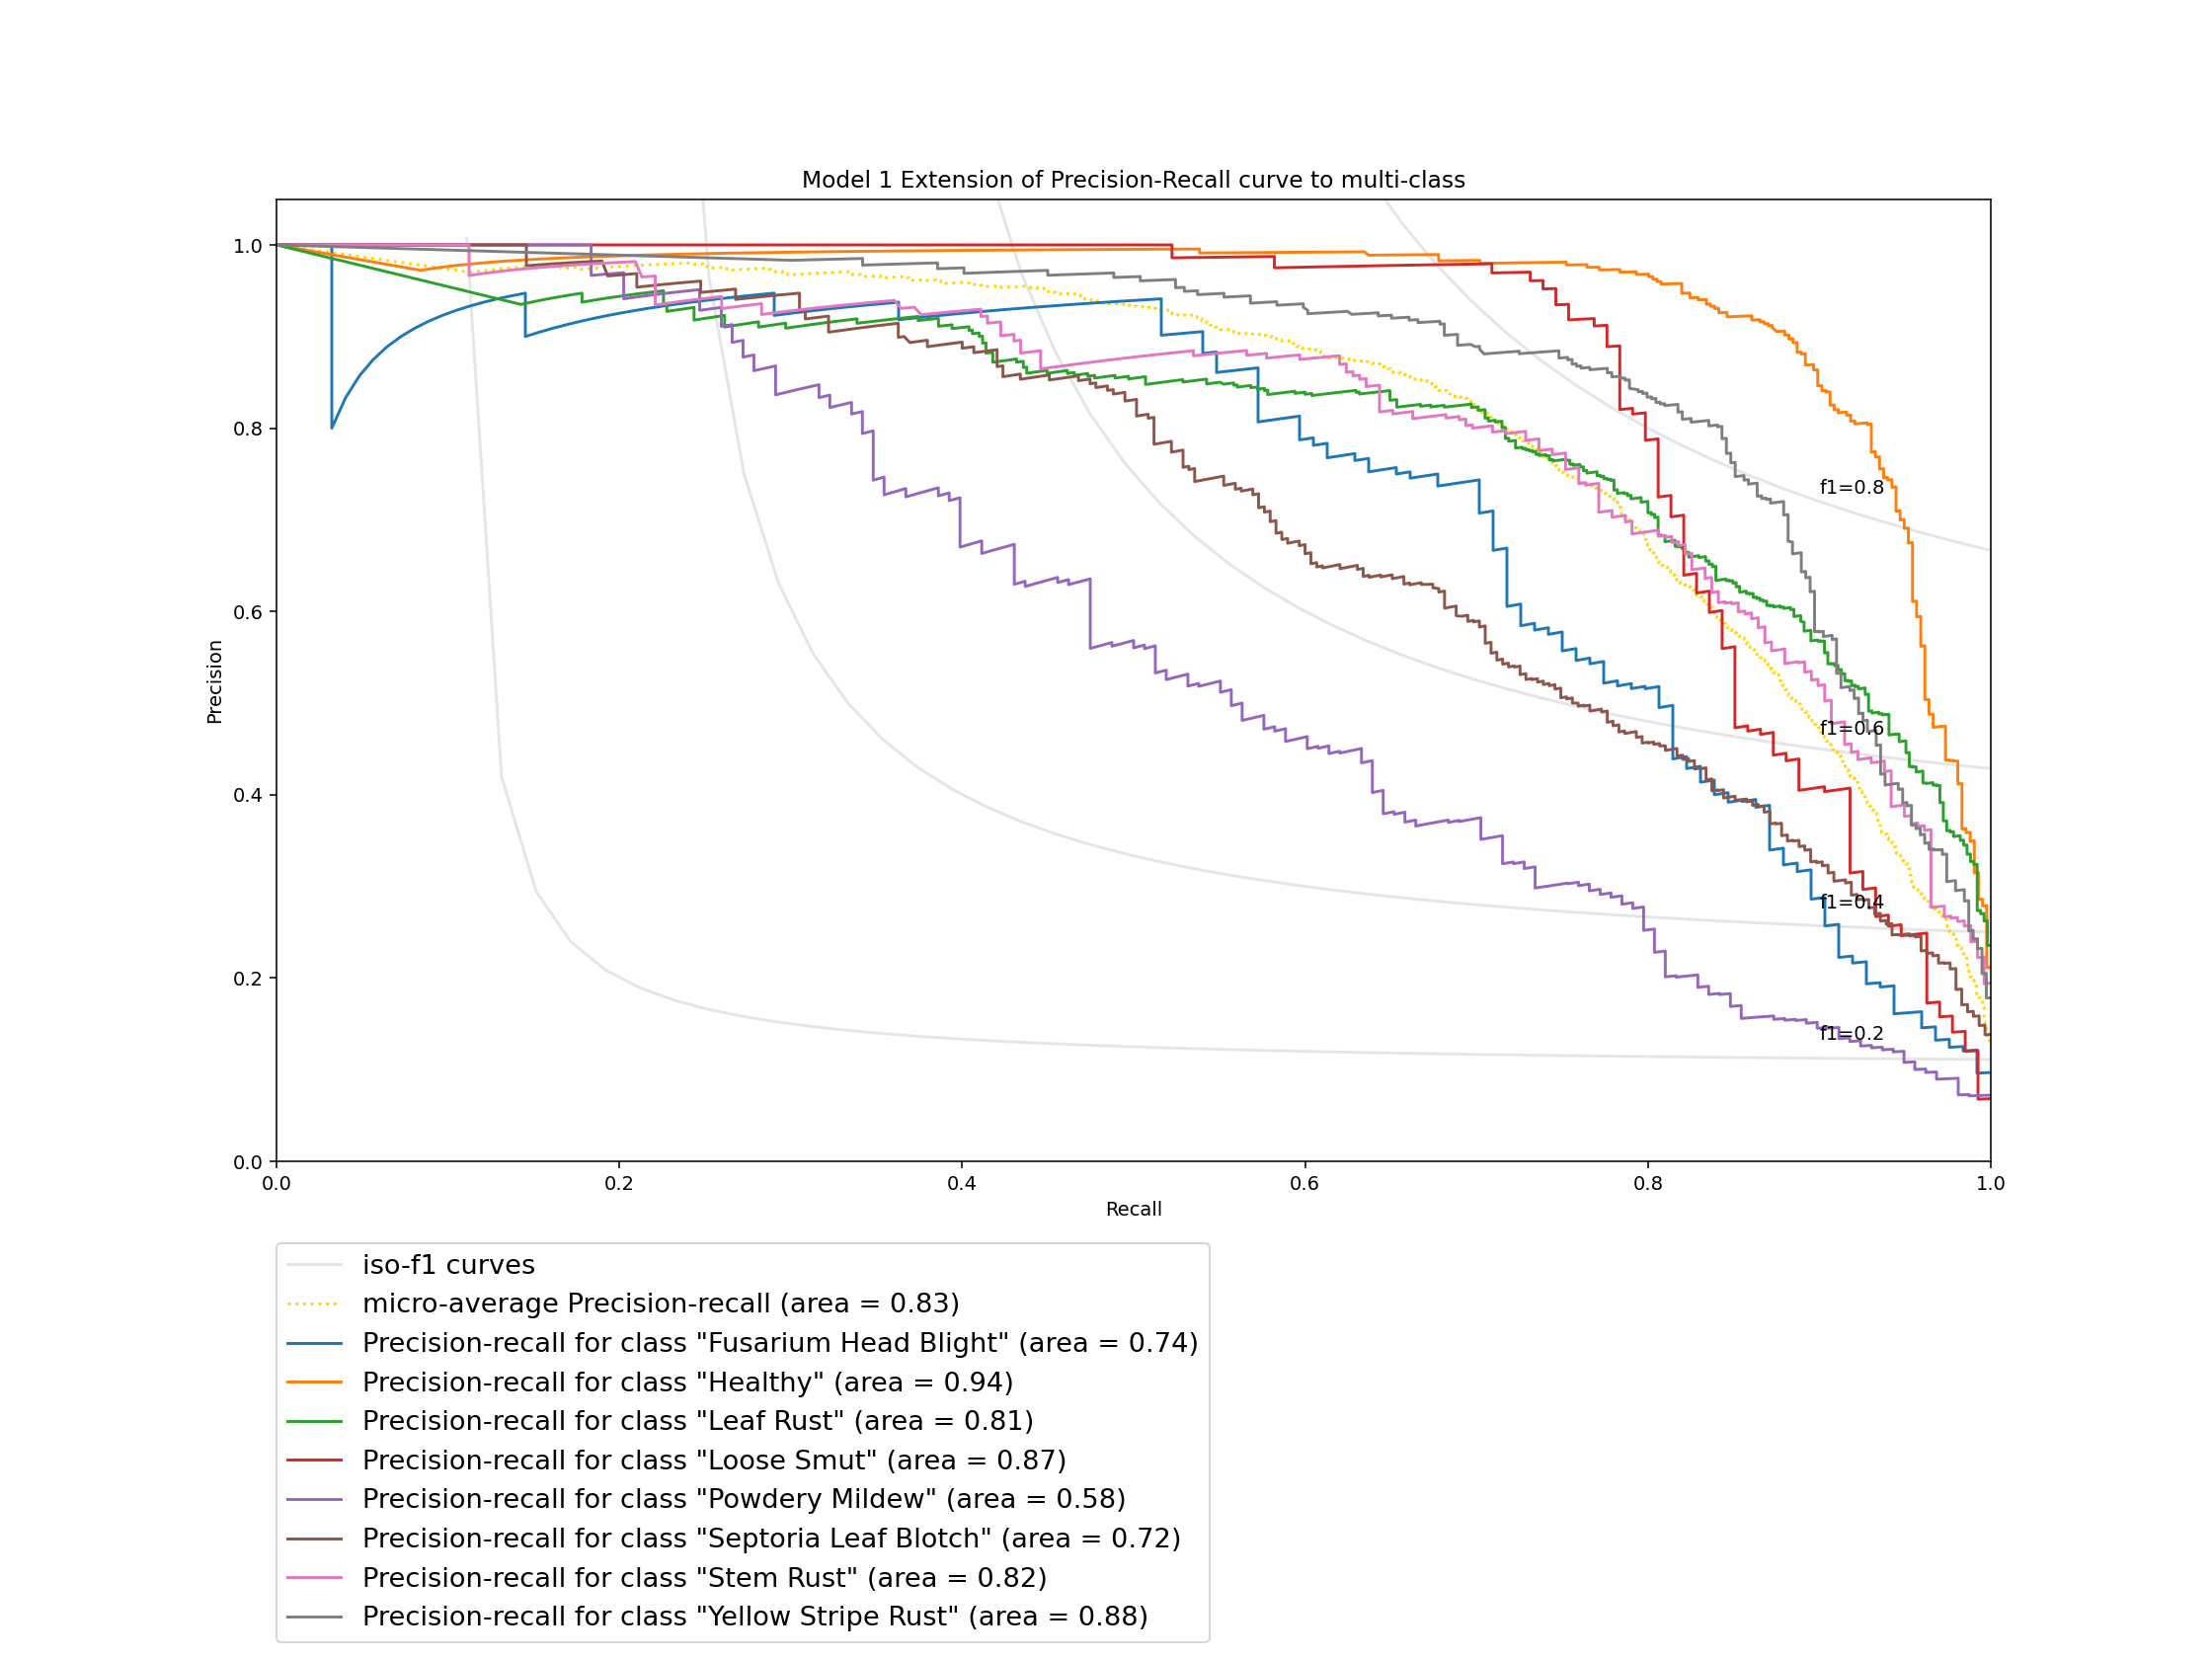 Model 1 Extension of Precision-Recall curve to multi-class
1.0
0.8
0.6
0.4
0.2
0.0
Precision
f1=0.8
f1=0.6
f1=0.4
f1=0.2
0.0 0.2 0.4 0.6 0.8 1.0
Recall
iso-f1 curves
micro-average Precision-recall (area = 0.83)
Precision-recall for class "Fusarium Head Blight" (area = 0.74)
Precision-recall for class "Healthy" (area = 0.94)
Precision-recall for class "Leaf Rust" (area = 0.81)
Precision-recall for class "Loose Smut" (area = 0.87)
Precision-recall for class "Powdery Mildew" (area = 0.58)
Precision-recall for class "Septoria Leaf Blotch" (area = 0.72)
Precision-recall for class "Stem Rust" (area = 0.82)
Precision-recall for class "Yellow Stripe Rust" (area = 0.88)